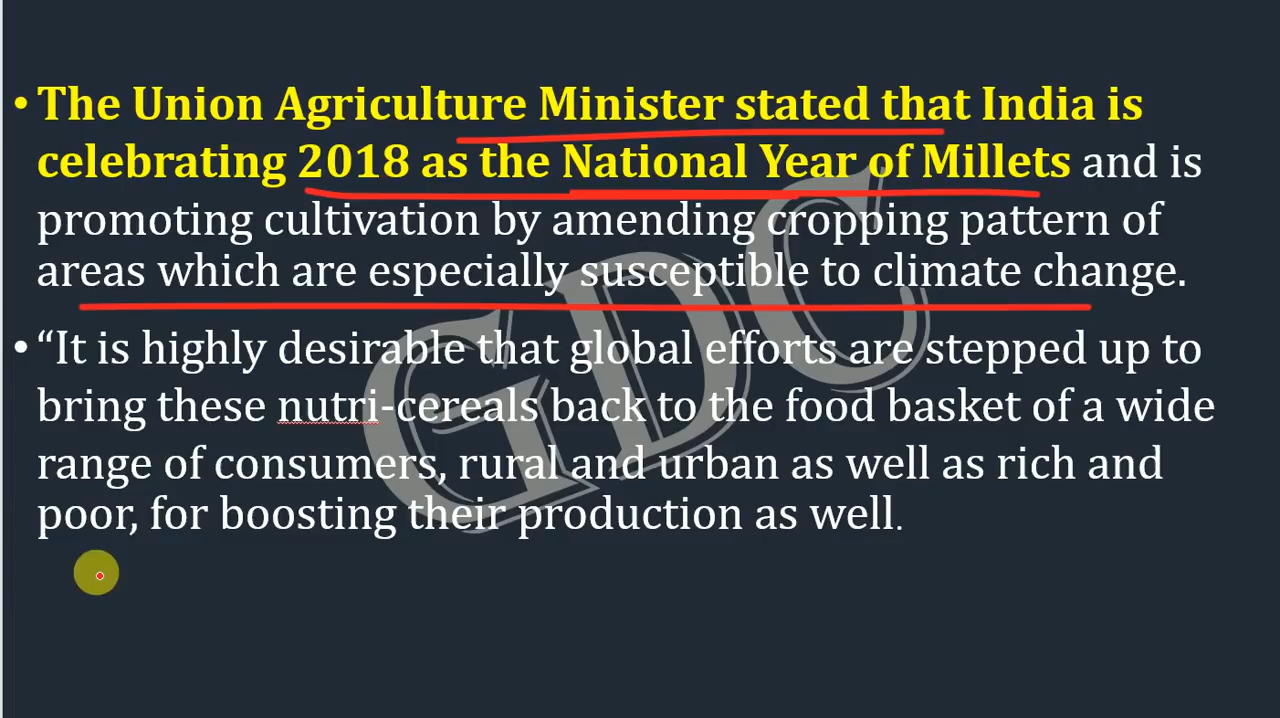 • The Union Agriculture Minister stated that India is
celebrating 2018 as the National Year of Millets and is
promoting cultivation by amending cropping pattern of
areas which are especially susceptible to climate change.
• “It is highly desirable that global efforts are stepped up to
bring these nutri-cereals back to the food basket of a wide
range of consumers, rural and urban as well as rich and
poor, for boosting their production as well.
GDC